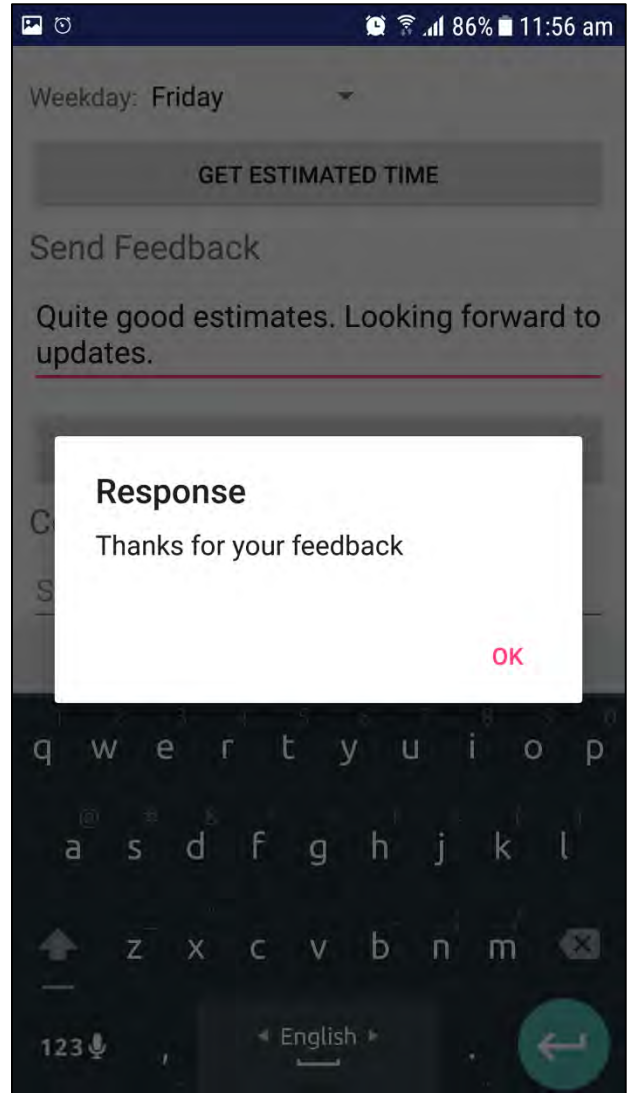 86% 11:56 am
Weekday: Friday
GET ESTIMATED TIME
Send Feedback
Quite good estimates. Looking forward to
updates.
Response
Thanks for your feedback
OK
q w e r t y u i o p
a s d f g h j k l
z x c v b n m
123 , English .